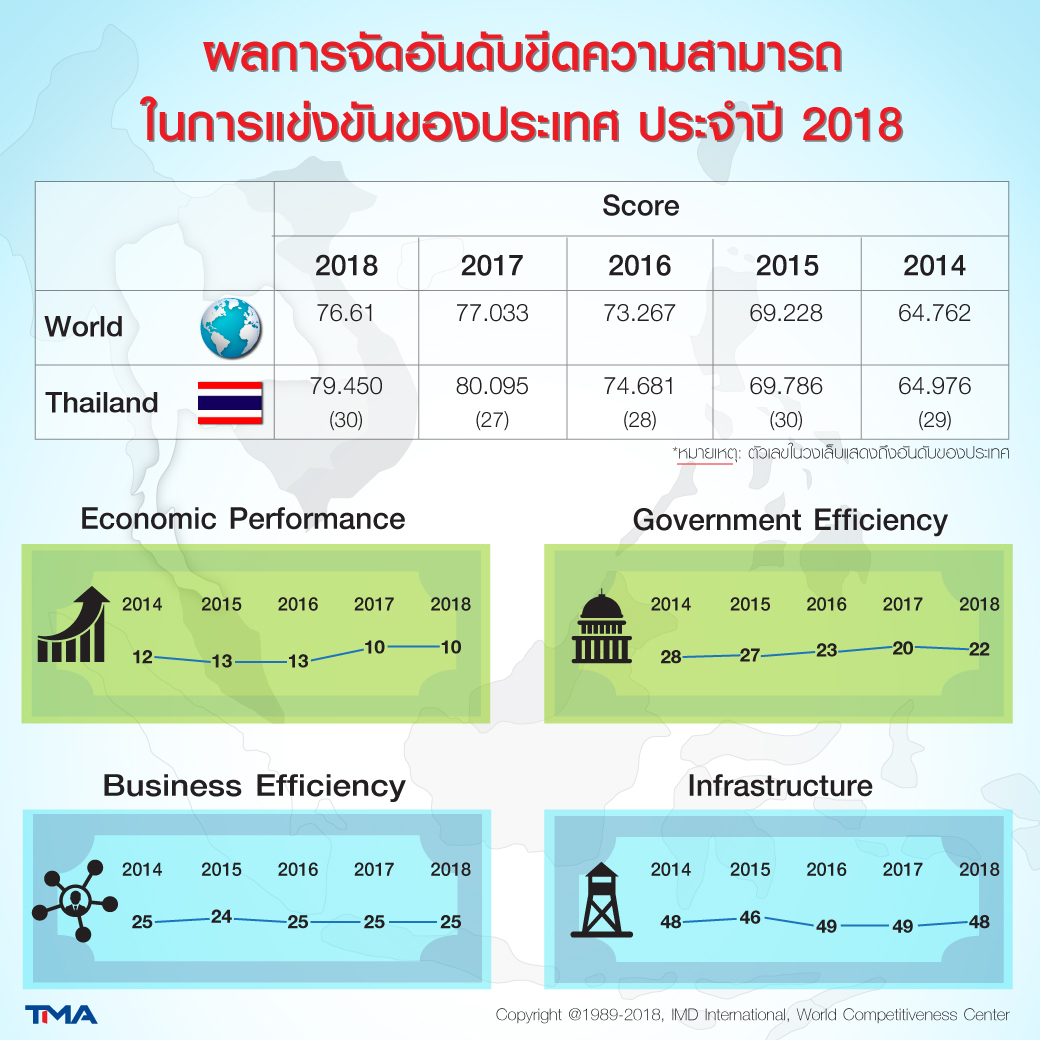 ผลการจัดอันดับขีดความสามารถ
ในการแข่งขันของประเทศ ประจำปี 2018
Score
2018 2017 2016 2015 2014
World 76.61 77.033 73.267 69.228 64.762
Thailand 79.450 80.095 74.681 69.786 64.976
(30) (27) (28) (30) (29)
*หมายเหตุ: ตัวเลขในวงเล็บแสดงถึงอันดับของประเทศ
Economic Performance
2014 2015 2016 2017 2018
12 13 13 10 10
Government Efficiency
2014 2015 2016 2017 2018
28 27 23 20 22
Business Efficiency
2014 2015 2016 2017 2018
25 24 25 25 25
Infrastructure
2014 2015 2016 2017 2018
48 46 49 49 48
TMA
Copyright @1989-2018, IMD International, World Competitiveness Center